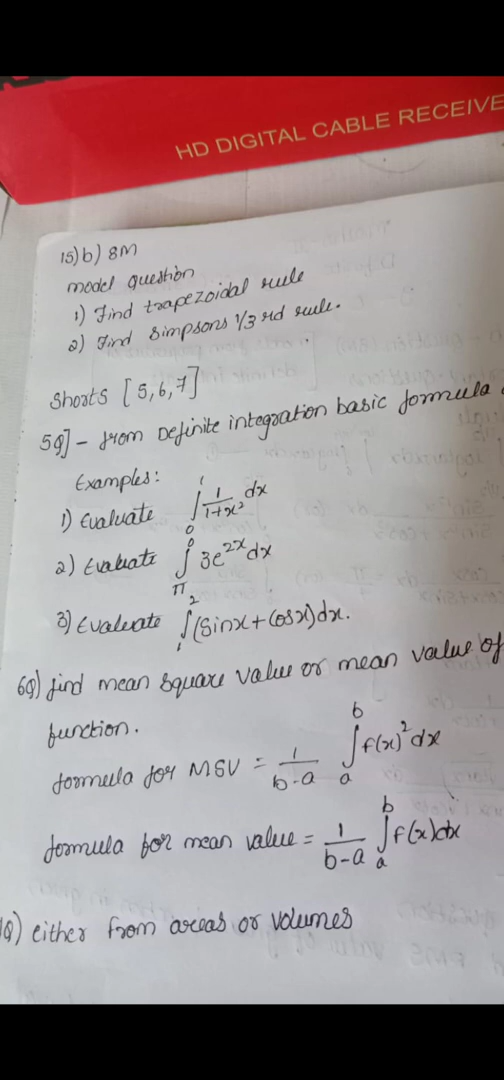 HD DIGITAL CABLE RECEIVE
15)b) 8M
model question
1) Find trapezoidal rule
2) Find Simpsons 1/3 rd rule.
Shorts [5,6,7]
5Q] - from Definite integration basic formula
Examples:
1) Evaluate ∫₀¹ 1/(1+x²) dx
2) Evaluate ∫ 0 3e^2x dx
π
3) Evaluate ∫₁² (sinx + cosx)dx.
6Q) find mean square value or mean value of
function.
formula for MSV = 1/(b-a) ∫ₐᵇ f(x)² dx
formula for mean value = 1/(b-a) ∫ₐᵇ f(x)dx
Q) either from areas or volumes